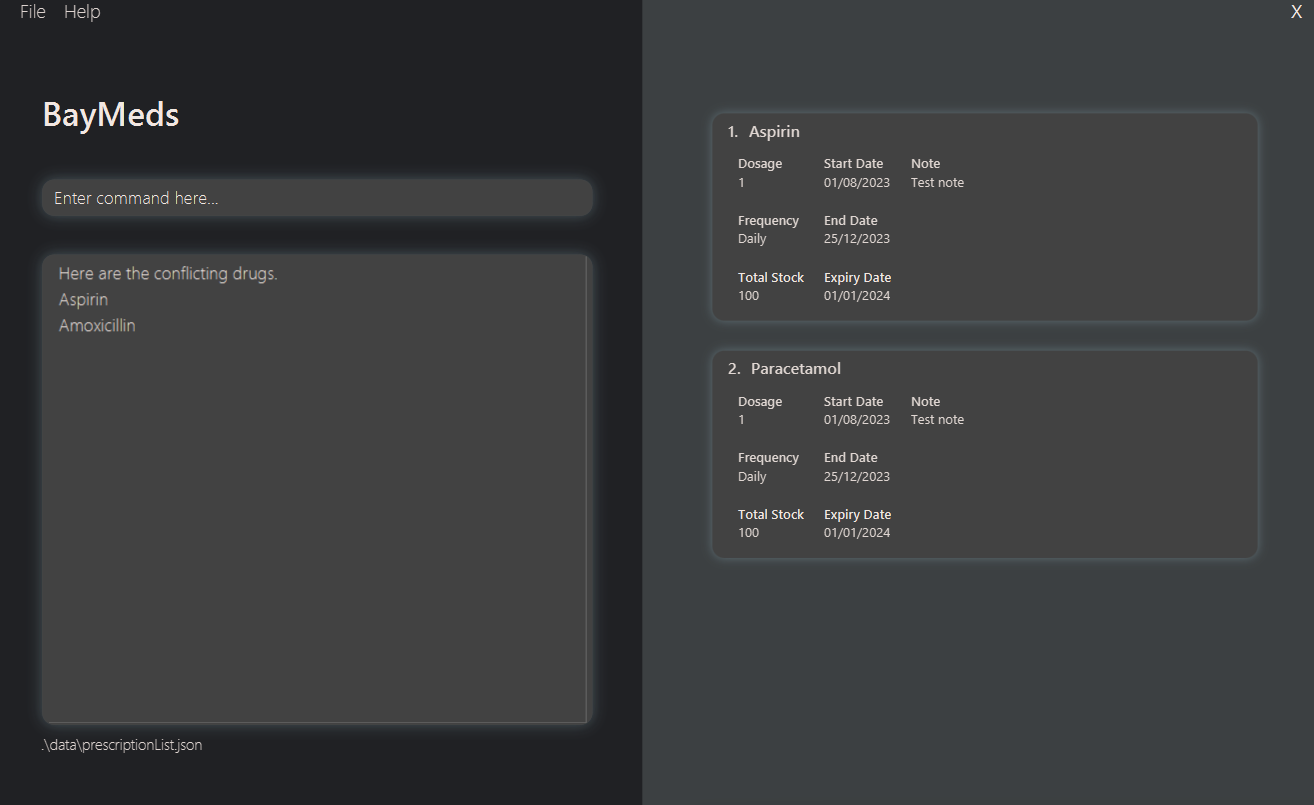 File Help
X
BayMeds
Enter command here...
Here are the conflicting drugs.
Aspirin
Amoxicillin
.\data\prescriptionList.json
1. Aspirin
Dosage Start Date Note
1 01/08/2023 Test note
Frequency End Date
Daily 25/12/2023
Total Stock Expiry Date
100 01/01/2024
2. Paracetamol
Dosage Start Date Note
1 01/08/2023 Test note
Frequency End Date
Daily 25/12/2023
Total Stock Expiry Date
100 01/01/2024